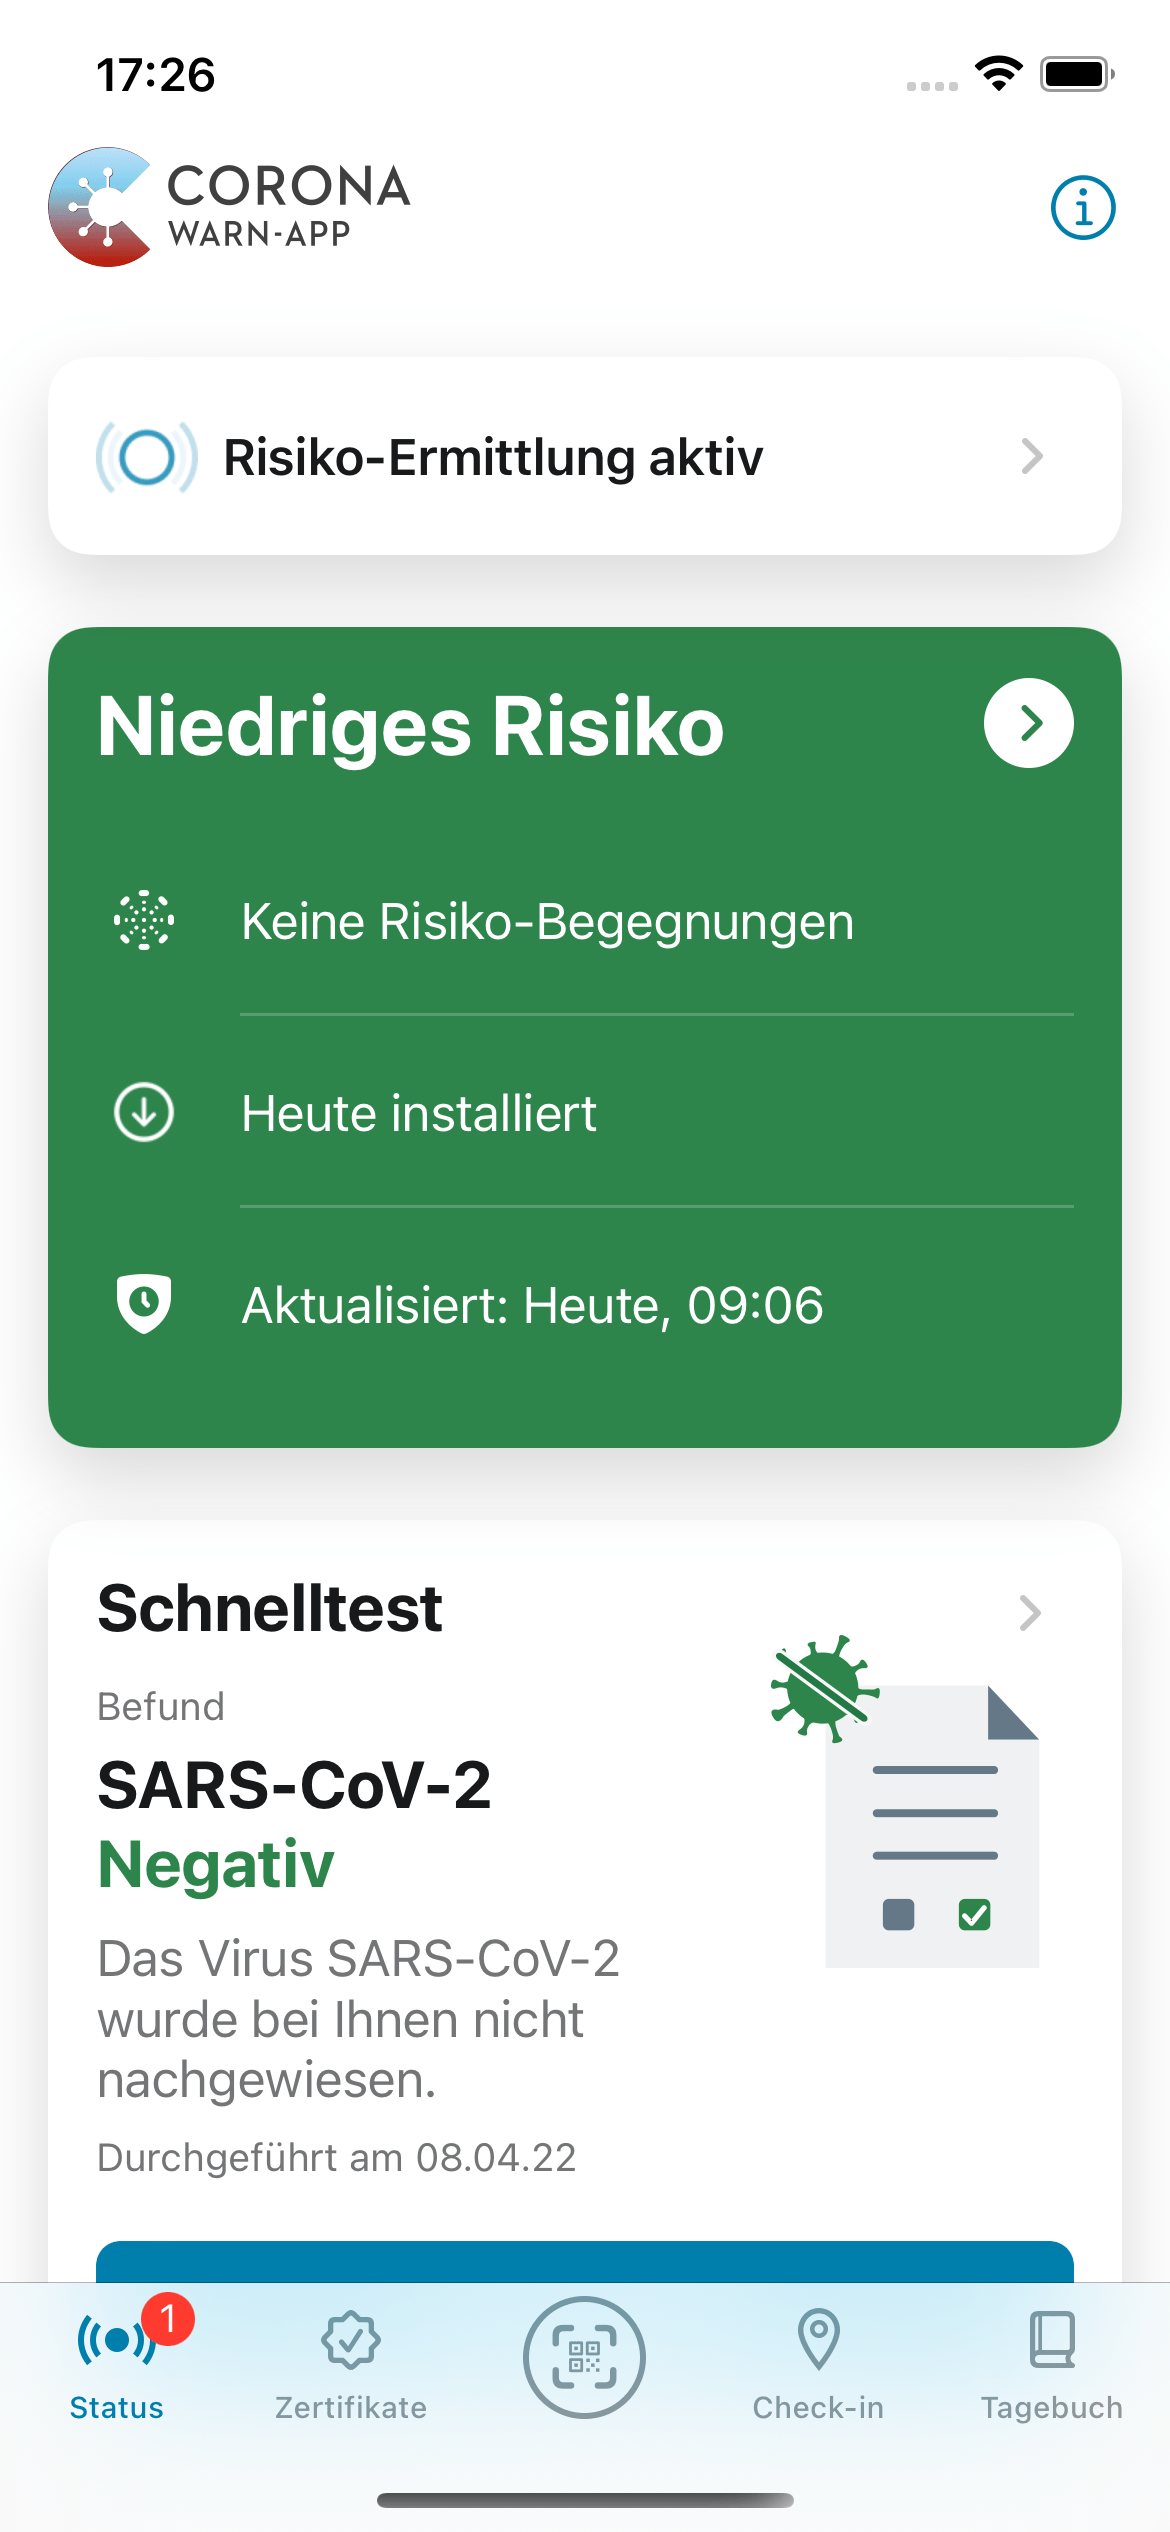 17:26
CORONA
WARN-APP
Risiko-Ermittlung aktiv
Niedriges Risiko
Keine Risiko-Begegnungen
Heute installiert
Aktualisiert: Heute, 09:06
Schnelltest
Befund
SARS-CoV-2
Negativ
Das Virus SARS-CoV-2
wurde bei Ihnen nicht
nachgewiesen.
Durchgeführt am 08.04.22
1
Status
Zertifikate
Check-in
Tagebuch